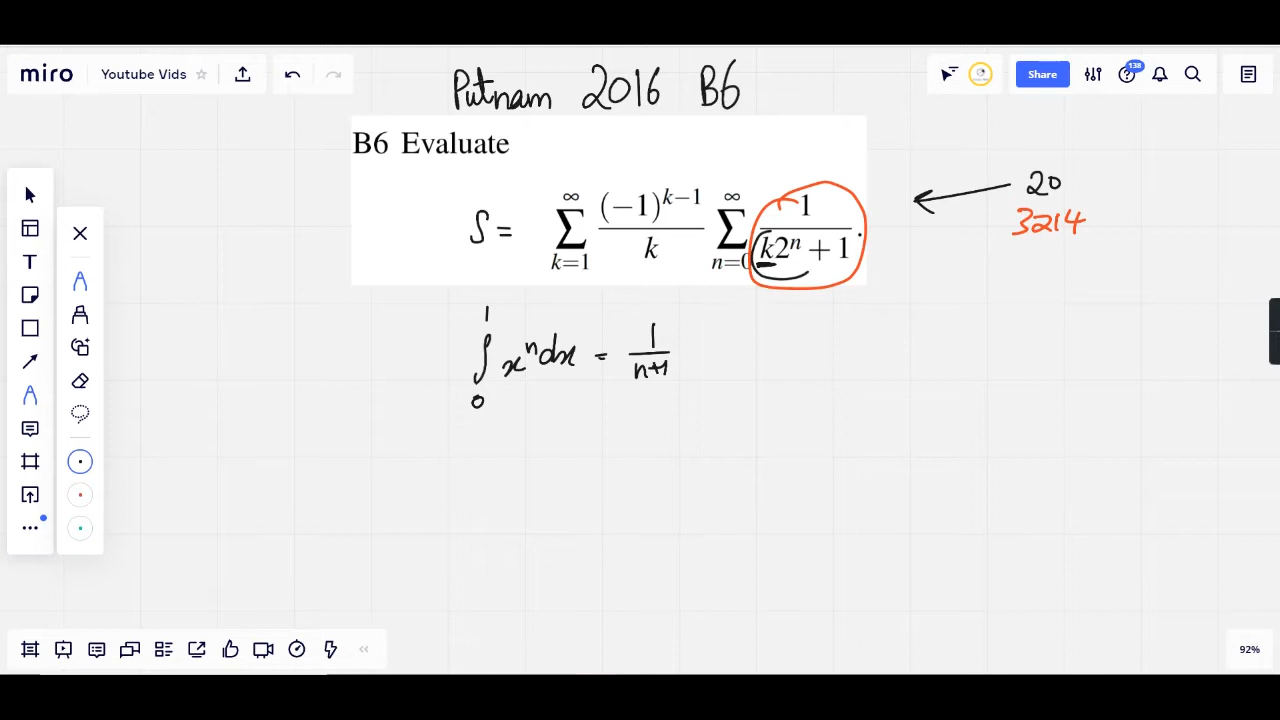 miro
Youtube Vids
138
Share
Putnam 2016 B6
B6 Evaluate
S = ∑_{k=1}^{∞} (−1)^{k−1}/k ∑_{n=0}^{∞} 1/(k2^n + 1).
20
3214
∫_0^1 x^n dx = 1/(n+1)
T
92%